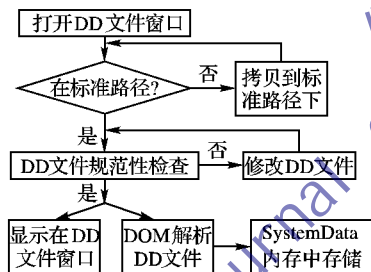 打开DD文件窗口
在标准路径?
否
拷贝到标
准路径下
是
DD文件规范性检查
否
修改DD文件
是
显示在DD
文件窗口
DOM解析
DD文件
SystemData
内存中存储
urnal